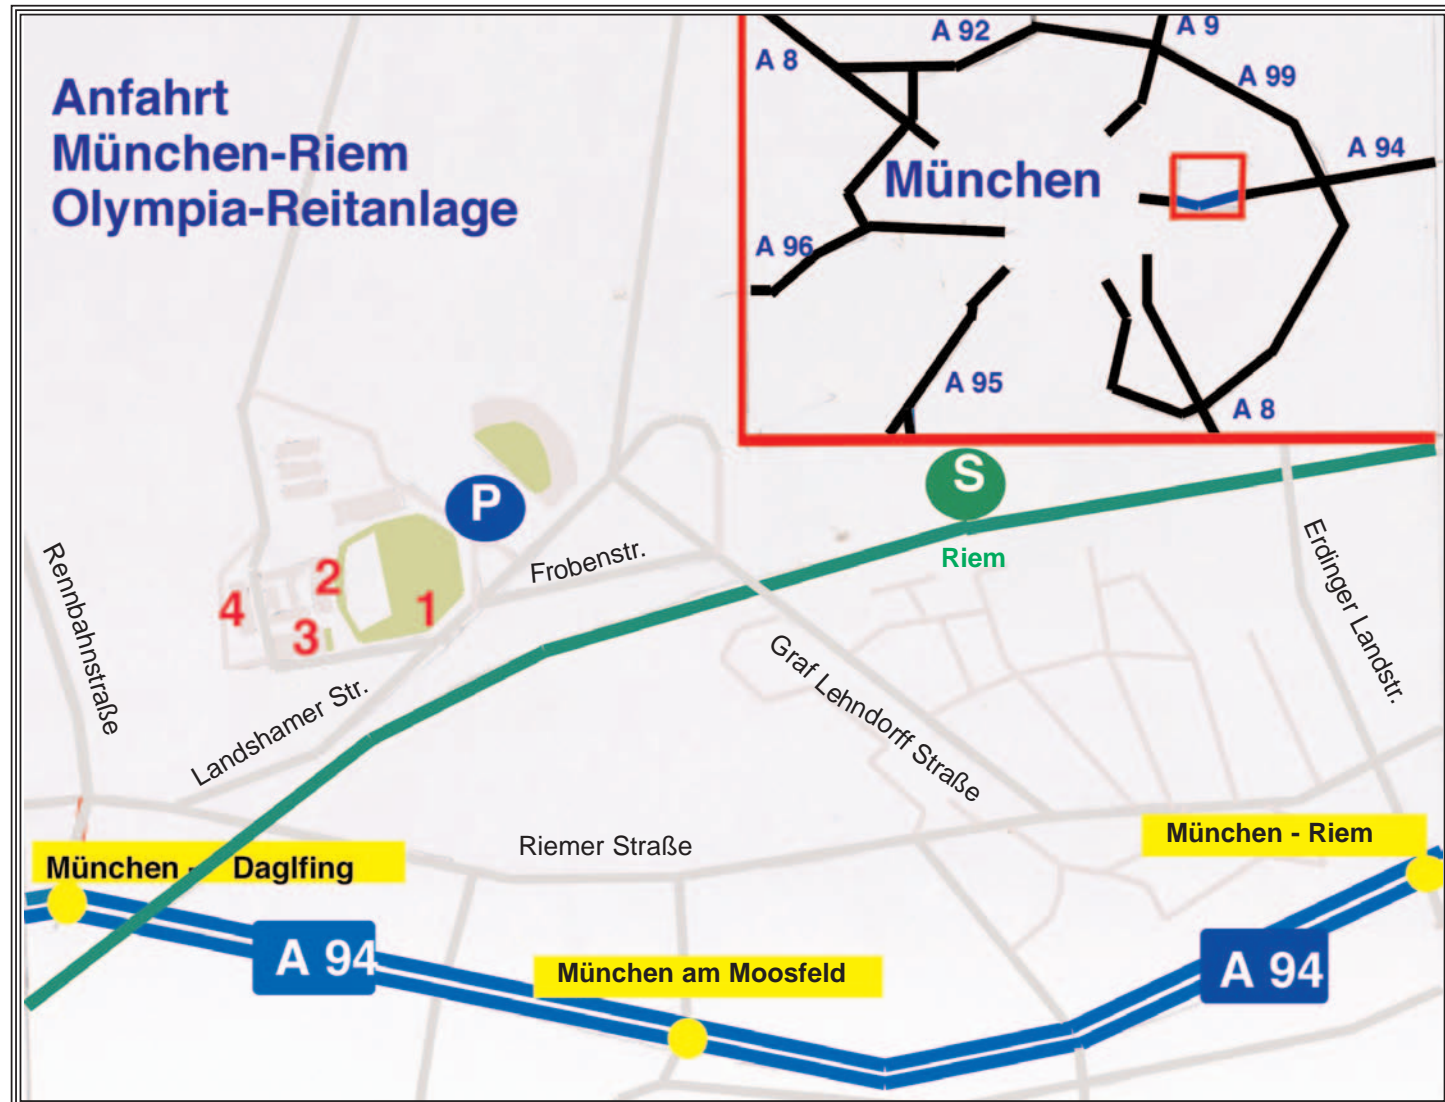 Anfahrt
München-Riem
Olympia-Reitanlage
A 8
A 92
A 9
A 99
A 94
München
A 96
A 95
A 8
P
S
Riem
Frobenstr.
Erdinger Landstr.
Rennbahnstraße
2
4
1
3
Graf Lehndorff Straße
Landshamer Str.
Riemer Straße
München - Riem
München - Daglfing
A 94
München am Moosfeld
A 94